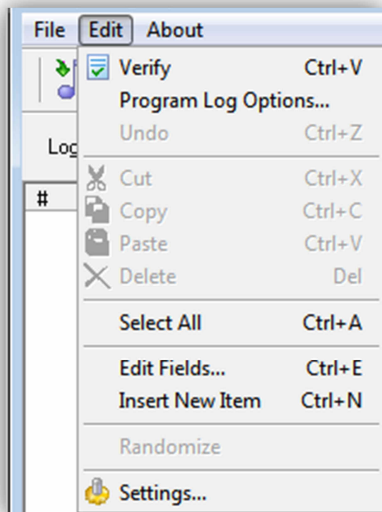 File Edit About
Verify Ctrl+V
Program Log Options...
Undo Ctrl+Z
Log
Cut Ctrl+X
#
Copy Ctrl+C
Paste Ctrl+V
Delete Del
Select All Ctrl+A
Edit Fields... Ctrl+E
Insert New Item Ctrl+N
Randomize
Settings...